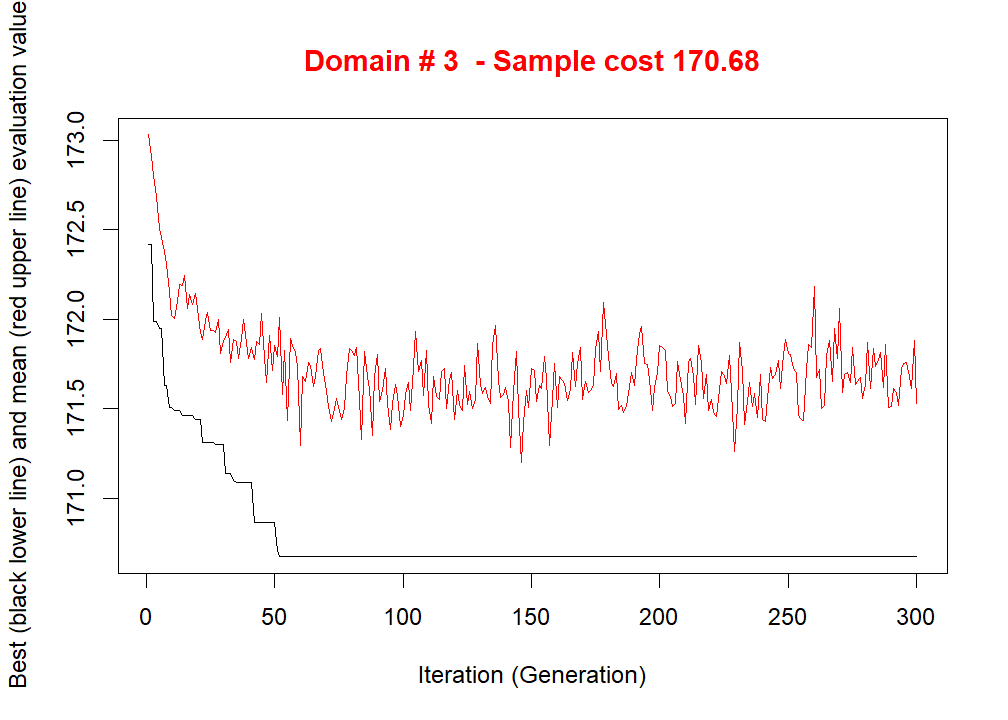 Domain # 3  - Sample cost 170.68
Best (black lower line) and mean (red upper line) evaluation value
173.0
172.5
172.0
171.5
171.0
0 50 100 150 200 250 300
Iteration (Generation)